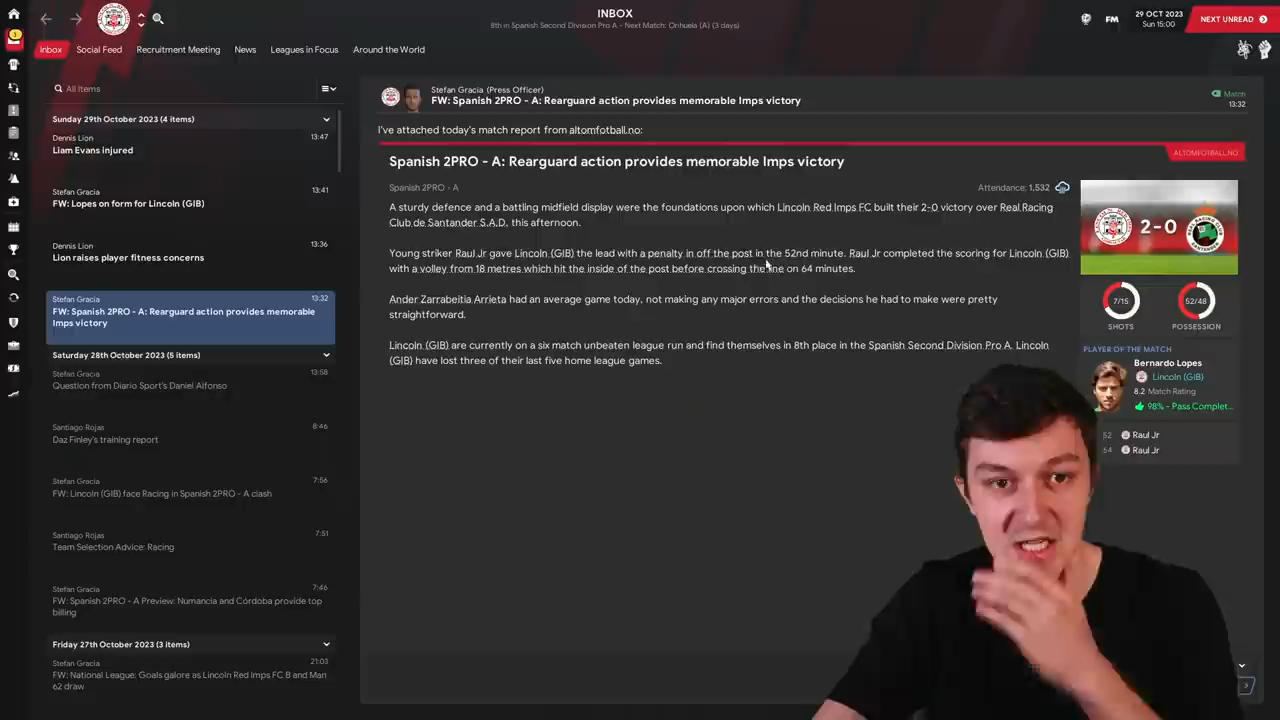 INBOX
8th in Spanish Second Division Pro A - Next Match: Orihuela (A) (3 days)
FM
29 OCT 2023
Sun 15:00
NEXT UNREAD
3
Inbox
Social Feed
Recruitment Meeting
News
Leagues in Focus
Around the World
All Items
Sunday 29th October 2023 (4 items)
Dennis Lion
13:47
Liam Evans injured
Stefan Gracia
13:41
FW: Lopes on form for Lincoln (GIB)
Dennis Lion
13:36
Lion raises player fitness concerns
Stefan Gracia
13:32
FW: Spanish 2PRO - A: Rearguard action provides memorable
Imps victory
Saturday 28th October 2023 (5 items)
Stefan Gracia
13:58
Question from Diario Sport's Daniel Alfonso
Santiago Rojas
8:46
Daz Finley's training report
Stefan Gracia
7:56
FW: Lincoln (GIB) face Racing in Spanish 2PRO - A clash
Santiago Rojas
7:51
Team Selection Advice: Racing
Stefan Gracia
7:46
FW: Spanish 2PRO - A Preview: Numancia and Córdoba provide top
billing
Friday 27th October 2023 (3 items)
Stefan Gracia
21:03
FW: National League: Goals galore as Lincoln Red Imps FC B and Man
62 draw
Stefan Gracia (Press Officer)
FW: Spanish 2PRO - A: Rearguard action provides memorable Imps victory
Match
13:32
I've attached today's match report from altomfotball.no:
Spanish 2PRO - A: Rearguard action provides memorable Imps victory
ALTOMFOTBALL.NO
Spanish 2PRO - A
Attendance: 1,532
A sturdy defence and a battling midfield display were the foundations upon which Lincoln Red Imps FC built their 2-0 victory over Real Racing
Club de Santander S.A.D. this afternoon.
Young striker Raul Jr gave Lincoln (GIB) the lead with a penalty in off the post in the 52nd minute. Raul Jr completed the scoring for Lincoln (GIB)
with a volley from 18 metres which hit the inside of the post before crossing the line on 64 minutes.
Ander Zarrabeitia Arrieta had an average game today, not making any major errors and the decisions he had to make were pretty
straightforward.
Lincoln (GIB) are currently on a six match unbeaten league run and find themselves in 8th place in the Spanish Second Division Pro A. Lincoln
(GIB) have lost three of their last five home league games.
2-0
7/15
52/48
SHOTS
POSSESSION
PLAYER OF THE MATCH
Bernardo Lopes
Lincoln (GIB)
8.2 Match Rating
98% - Pass Complet...
52
Raul Jr
Raul Jr